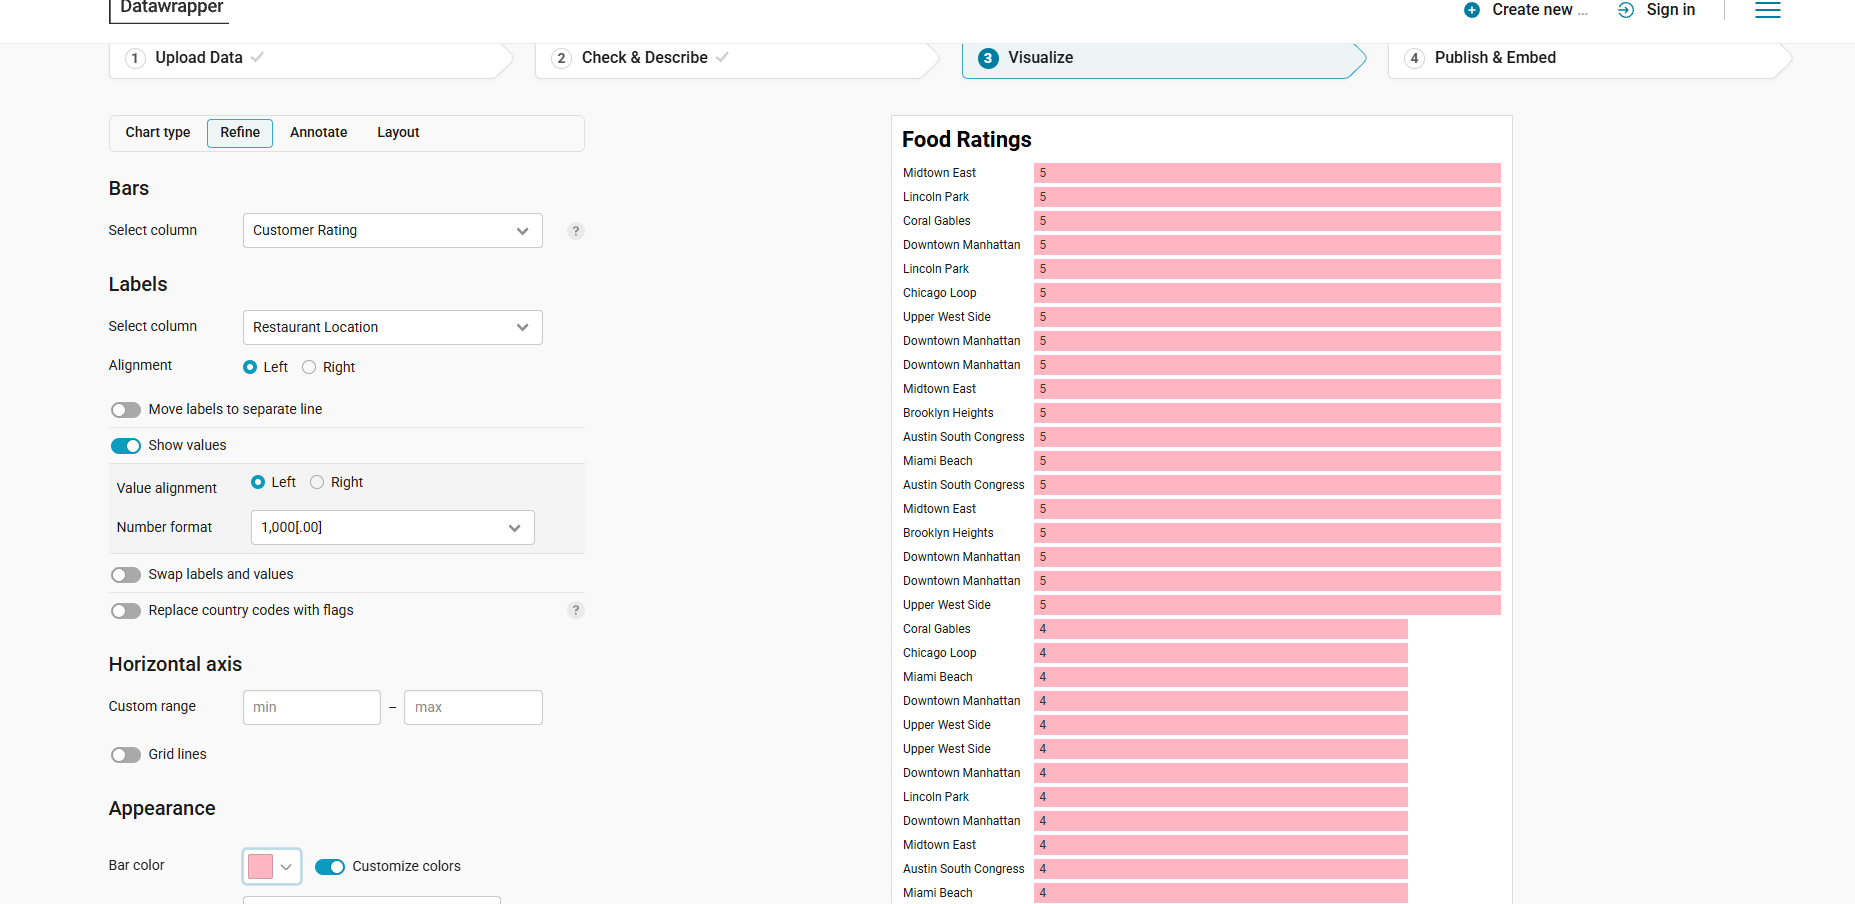 Datawrapper
Create new ...
Sign in
1 Upload Data
2 Check & Describe
3 Visualize
4 Publish & Embed
Chart type
Refine
Annotate
Layout
Bars
Select column
Customer Rating
?
Labels
Select column
Restaurant Location
Alignment
Left
Right
Move labels to separate line
Show values
Value alignment
Left
Right
Number format
1,000[.00]
Swap labels and values
Replace country codes with flags
?
Horizontal axis
Custom range
min
–
max
Grid lines
Appearance
Bar color
Customize colors
Food Ratings
Midtown East 5
Lincoln Park 5
Coral Gables 5
Downtown Manhattan 5
Lincoln Park 5
Chicago Loop 5
Upper West Side 5
Downtown Manhattan 5
Downtown Manhattan 5
Midtown East 5
Brooklyn Heights 5
Austin South Congress 5
Miami Beach 5
Austin South Congress 5
Midtown East 5
Brooklyn Heights 5
Downtown Manhattan 5
Downtown Manhattan 5
Upper West Side 5
Coral Gables 4
Chicago Loop 4
Miami Beach 4
Downtown Manhattan 4
Upper West Side 4
Upper West Side 4
Downtown Manhattan 4
Lincoln Park 4
Downtown Manhattan 4
Midtown East 4
Austin South Congress 4
Miami Beach 4